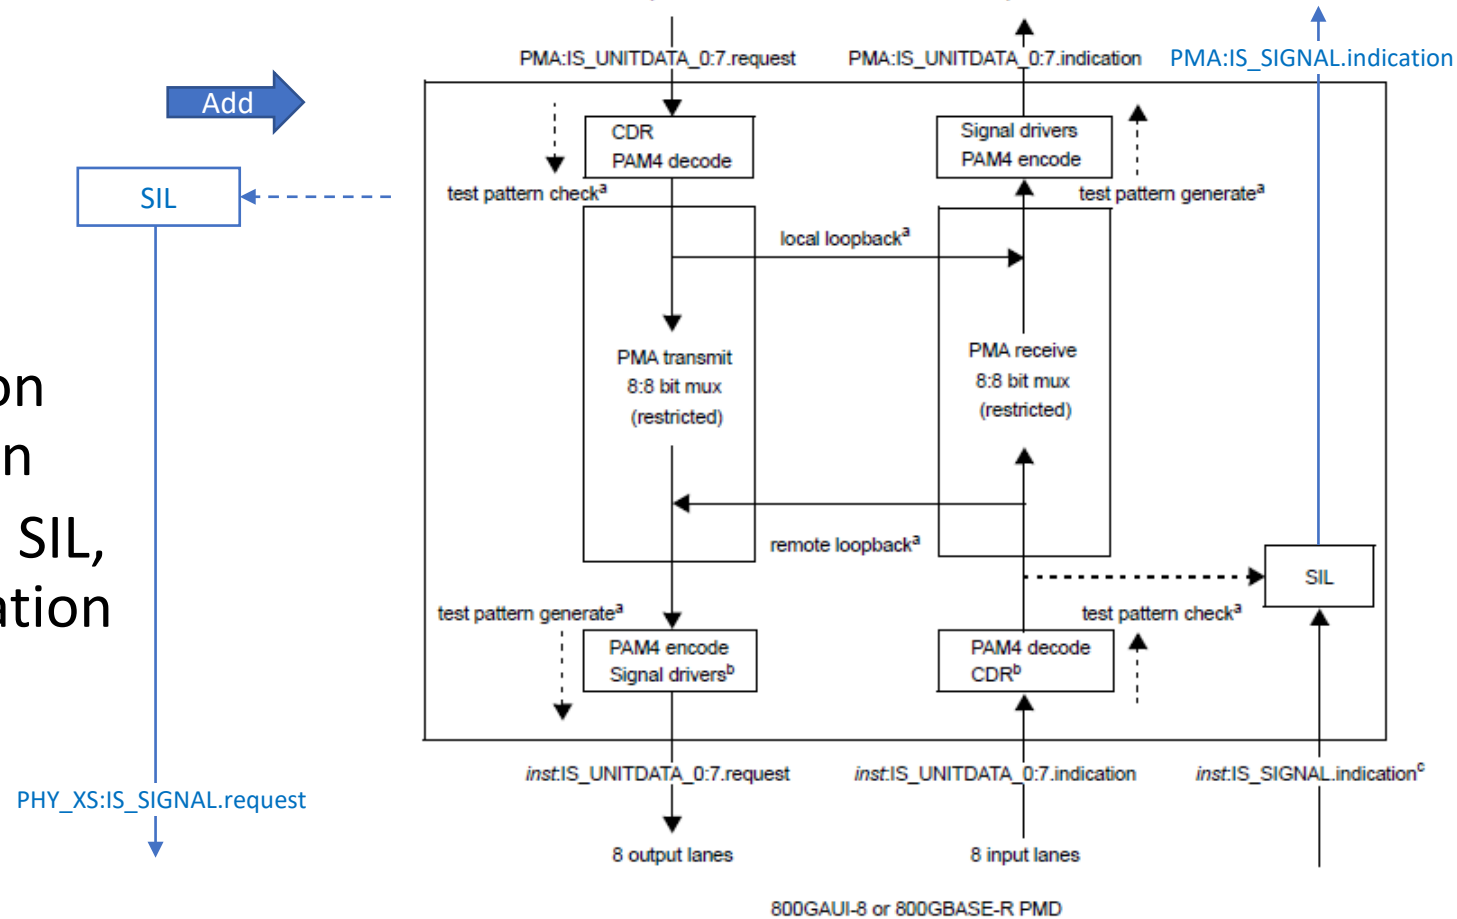 PMA:IS_UNITDATA_0:7.request
PMA:IS_UNITDATA_0:7.indication
PMA:IS_SIGNAL.indication
Add
CDR
PAM4 decode
Signal drivers
PAM4 encode
test pattern checkᵃ
test pattern generateᵃ
SIL
local loopbackᵃ
PMA transmit
8:8 bit mux
(restricted)
PMA receive
8:8 bit mux
(restricted)
on
n
SIL,
ation
remote loopbackᵃ
SIL
test pattern generateᵃ
test pattern checkᵃ
PAM4 encode
Signal driversᵇ
PAM4 decode
CDRᵇ
inst:IS_UNITDATA_0:7.request
inst:IS_UNITDATA_0:7.indication
inst:IS_SIGNAL.indicationᶜ
PHY_XS:IS_SIGNAL.request
8 output lanes
8 input lanes
800GAUI-8 or 800GBASE-R PMD